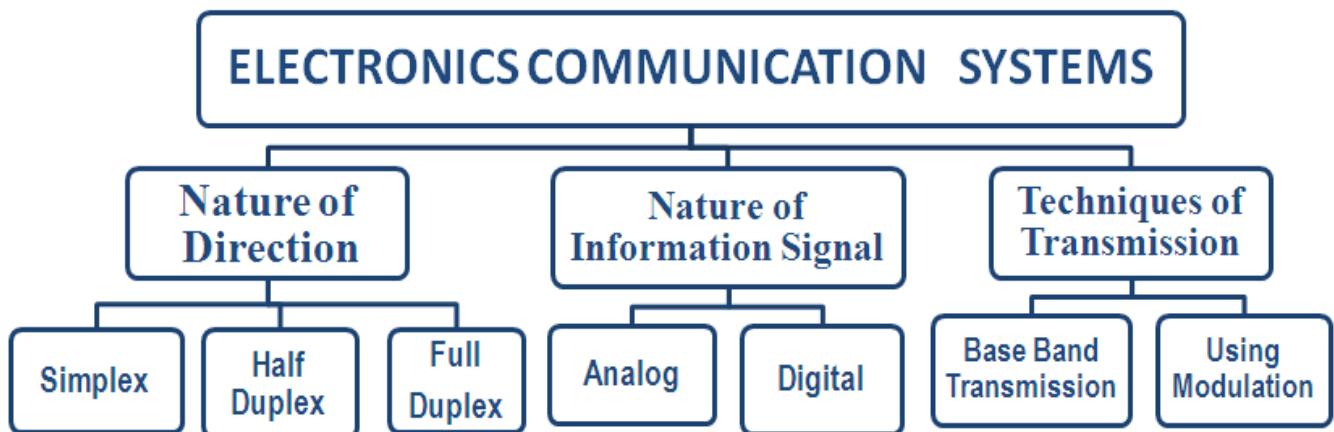 ELECTRONICS COMMUNICATION SYSTEMS
Nature of
Direction
Nature of
Information Signal
Techniques of
Transmission
Simplex
Half
Duplex
Full
Duplex
Analog
Digital
Base Band
Transmission
Using
Modulation